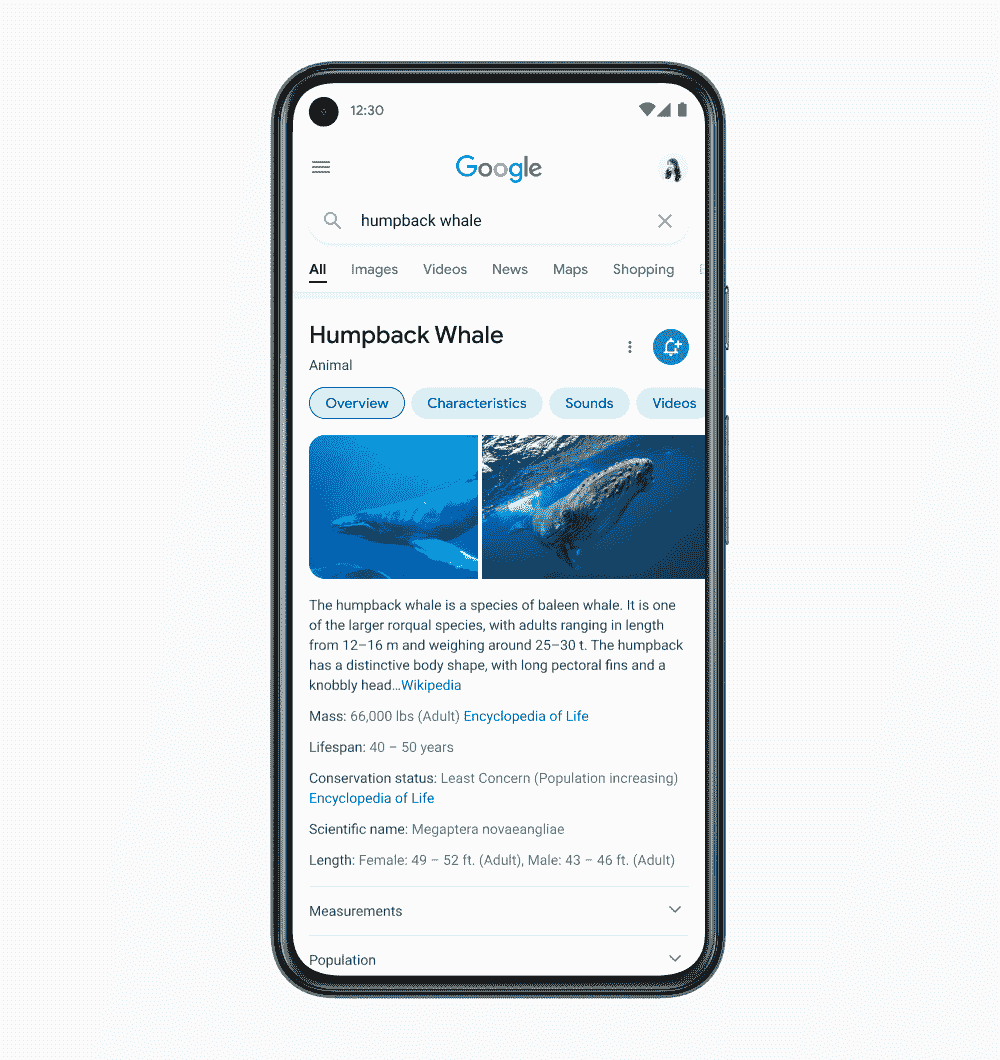 12:30
Google
humpback whale
All Images Videos News Maps Shopping
Humpback Whale
Animal
Overview Characteristics Sounds Videos
The humpback whale is a species of baleen whale. It is one
of the larger rorqual species, with adults ranging in length
from 12–16 m and weighing around 25–30 t. The humpback
has a distinctive body shape, with long pectoral fins and a
knobbly head...Wikipedia
Mass: 66,000 lbs (Adult) Encyclopedia of Life
Lifespan: 40 – 50 years
Conservation status: Least Concern (Population increasing)
Encyclopedia of Life
Scientific name: Megaptera novaeangliae
Length: Female: 49 – 52 ft. (Adult), Male: 43 – 46 ft. (Adult)
Measurements
Population